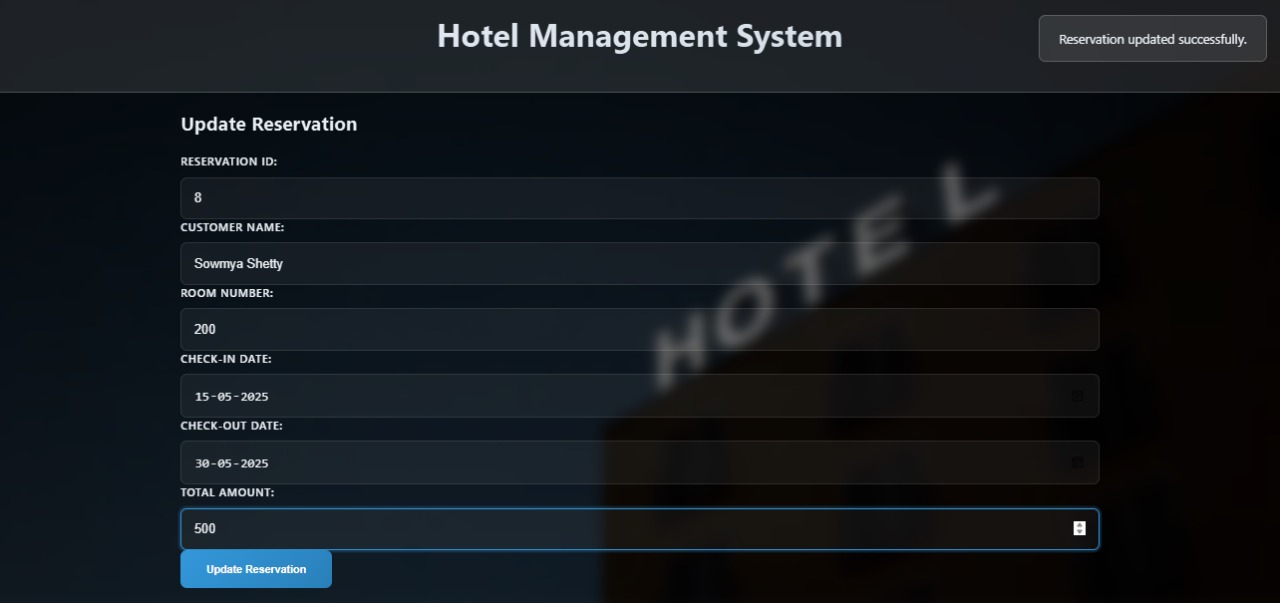 Hotel Management System
Reservation updated successfully.
Update Reservation
RESERVATION ID:
8
CUSTOMER NAME:
Sowmya Shetty
ROOM NUMBER:
200
CHECK-IN DATE:
15-05-2025
CHECK-OUT DATE:
30-05-2025
TOTAL AMOUNT:
500
Update Reservation
HOTEL